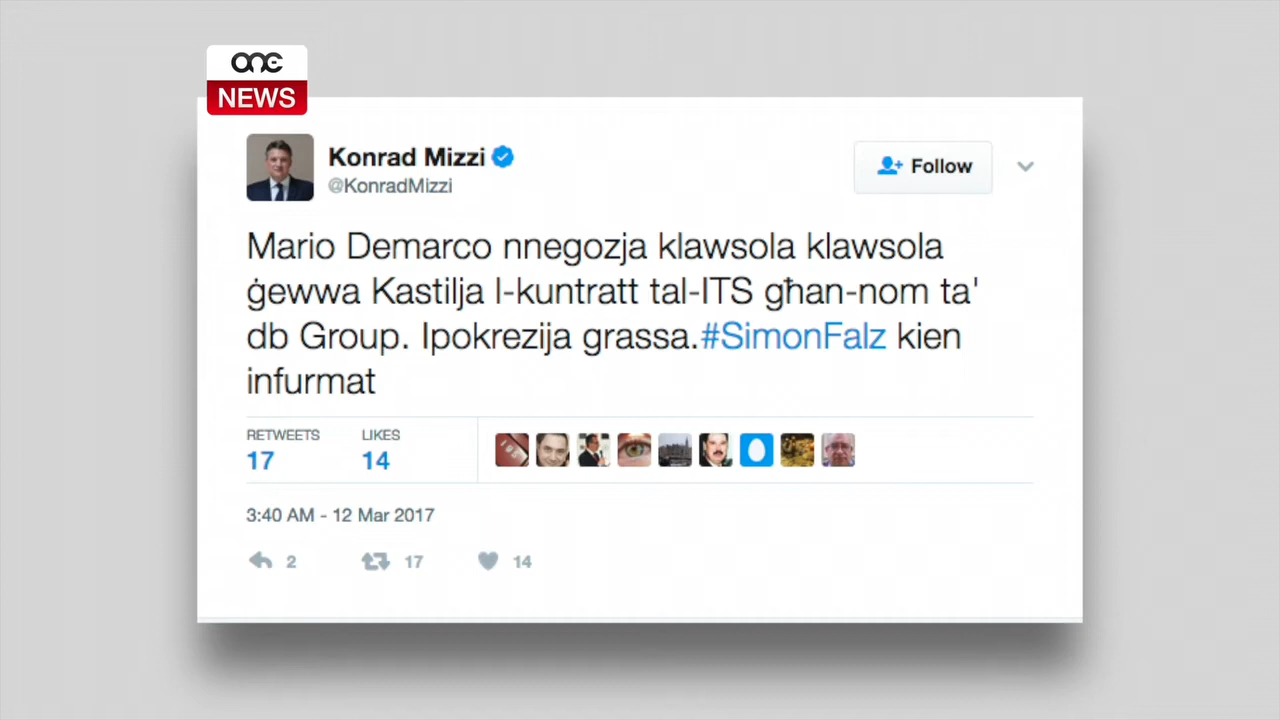 one
NEWS
Konrad Mizzi
@KonradMizzi
Follow
Mario Demarco nnegozja klawsola klawsola
ġewwa Kastilja l-kuntratt tal-ITS għan-nom ta'
db Group. Ipokrezija grassa.#SimonFalz kien
infurmat
RETWEETS LIKES
17 14
3:40 AM - 12 Mar 2017
2 17 14